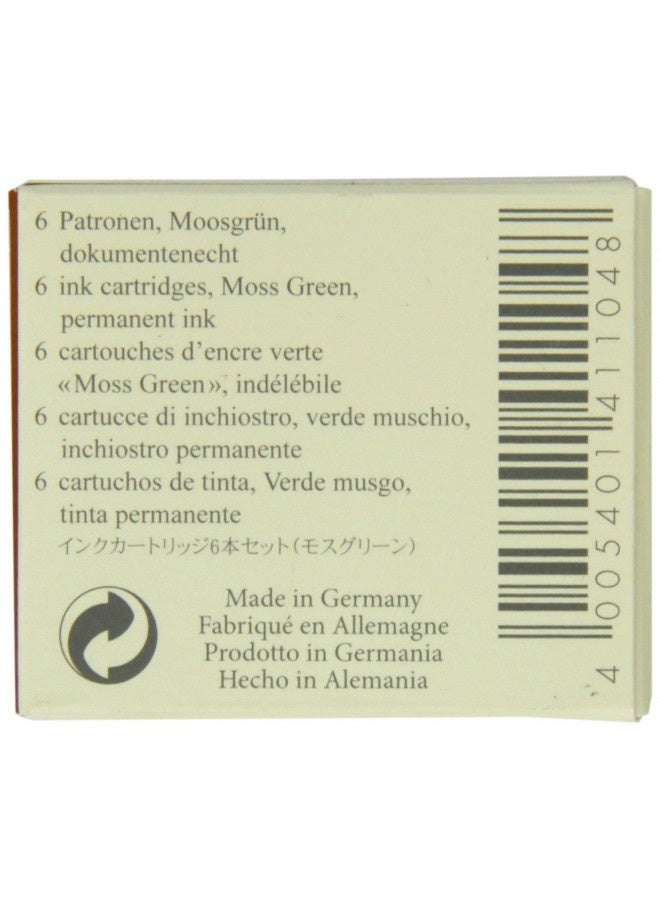 6 Patronen, Moosgrün,
dokumentenecht
6 ink cartridges, Moss Green,
permanent ink
6 cartouches d'encre verte
«Moss Green», indélébile
6 cartucce di inchiostro, verde muschio,
inchiostro permanente
6 cartuchos de tinta, Verde musgo,
tinta permanente
インクカートリッジ6本セット(モスグリーン)
Made in Germany
Fabriqué en Allemagne
Prodotto in Germania
Hecho in Alemania
4 005401 411048